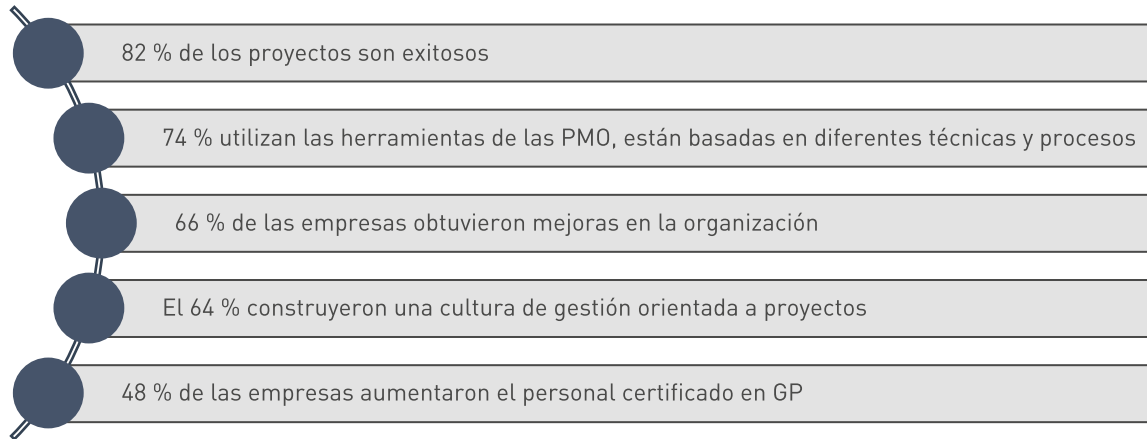 82 % de los proyectos son exitosos
74 % utilizan las herramientas de las PMO, están basadas en diferentes técnicas y procesos
66 % de las empresas obtuvieron mejoras en la organización
El 64 % construyeron una cultura de gestión orientada a proyectos
48 % de las empresas aumentaron el personal certificado en GP